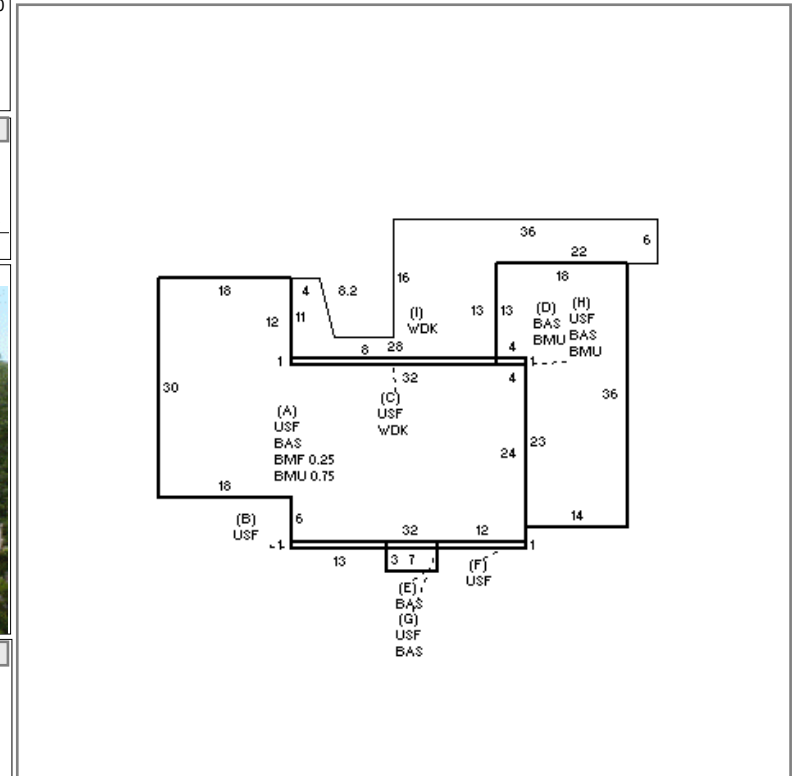 36
6
22
18
4
8.2
16
18
(I)
WDK
13
13
(D)
BAS
BMU
(H)
USF
BAS
BMU
12
11
8
28
4
1
1
32
4
30
(C)
USF
WDK
36
(A)
USF
BAS
BMF 0.25
BMU 0.75
24
23
18
6
14
(B)
USF
32
12
1
1
13
3
7
(F)
USF
(E)
BAS
(G)
USF
BAS